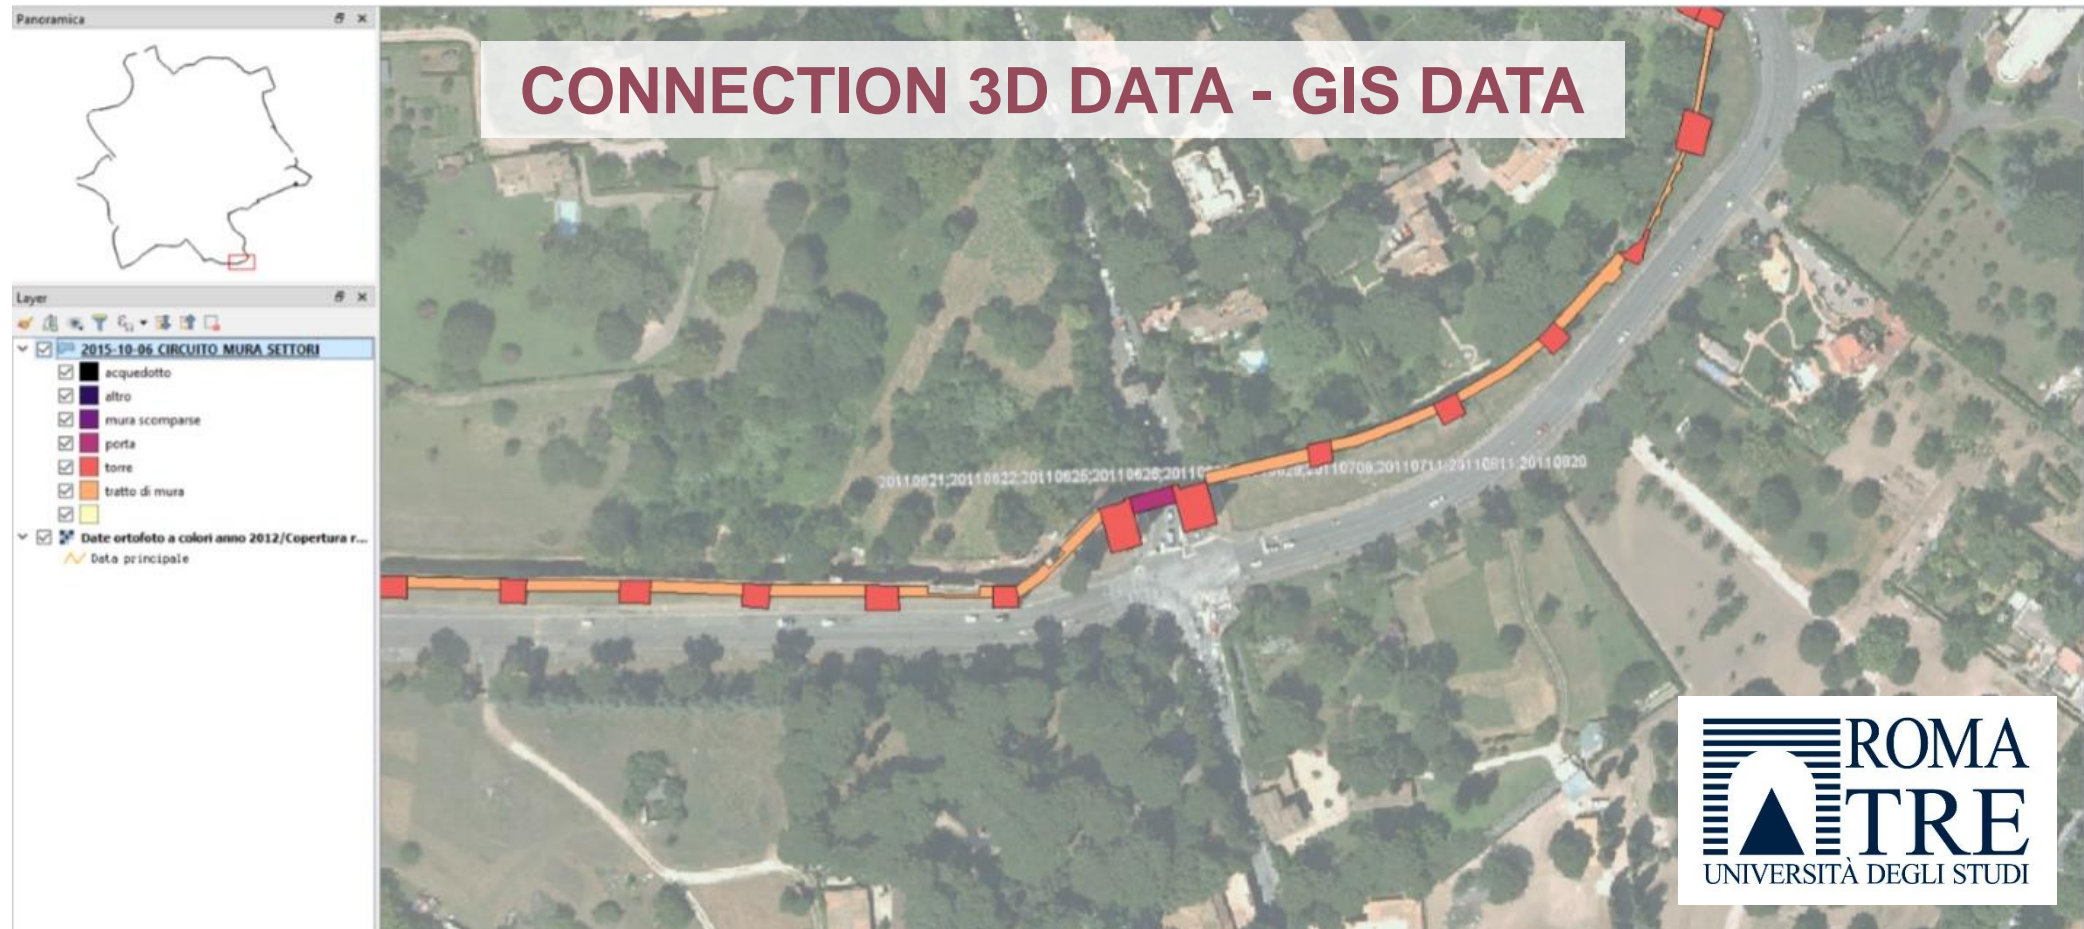 Panoramica
CONNECTION 3D DATA - GIS DATA
Layer
2015-10-06 CIRCUITO MURA SETTORI
acquedotto
altro
mura scomparse
porta
torre
tratto di mura
Date ortofoto a colori anno 2012/Copertura r...
Data principale
20110621;20110622;20110625;20110626;2011 20110709;20110711;20110811;20110820
ROMA
TRE
UNIVERSITÀ DEGLI STUDI